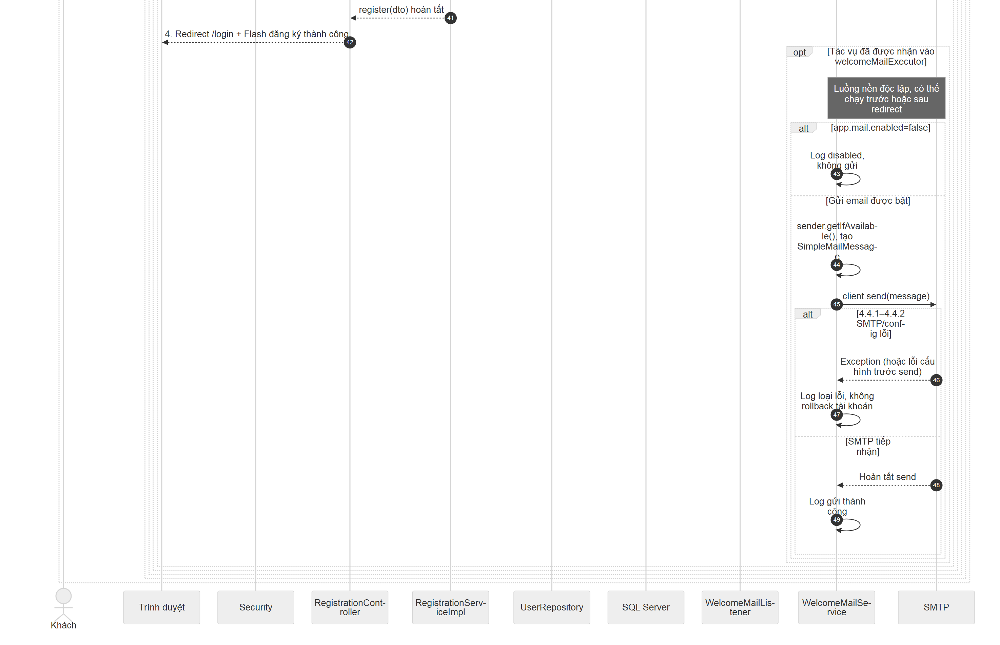 register(dto) hoàn tất
41
4. Redirect /login + Flash đăng ký thành công
42
opt
[Tác vụ đã được nhận vào
welcomeMailExecutor]
Luồng nền độc lập, có thể
chạy trước hoặc sau
redirect
alt
[app.mail.enabled=false]
Log disabled,
không gửi
43
[Gửi email được bật]
sender.getIfAvailab-
le(), tạo
SimpleMailMessag-
e
44
client.send(message)
45
alt
[4.4.1–4.4.2
SMTP/conf-
ig lỗi]
Exception (hoặc lỗi cấu
hình trước send)
46
Log loại lỗi, không
rollback tài khoản
47
[SMTP tiếp
nhận]
Hoàn tất send
48
Log gửi thành
công
49
Khách
Trình duyệt
Security
RegistrationCont-
roller
RegistrationServ-
iceImpl
UserRepository
SQL Server
WelcomeMailLis-
tener
WelcomeMailSe-
rvice
SMTP